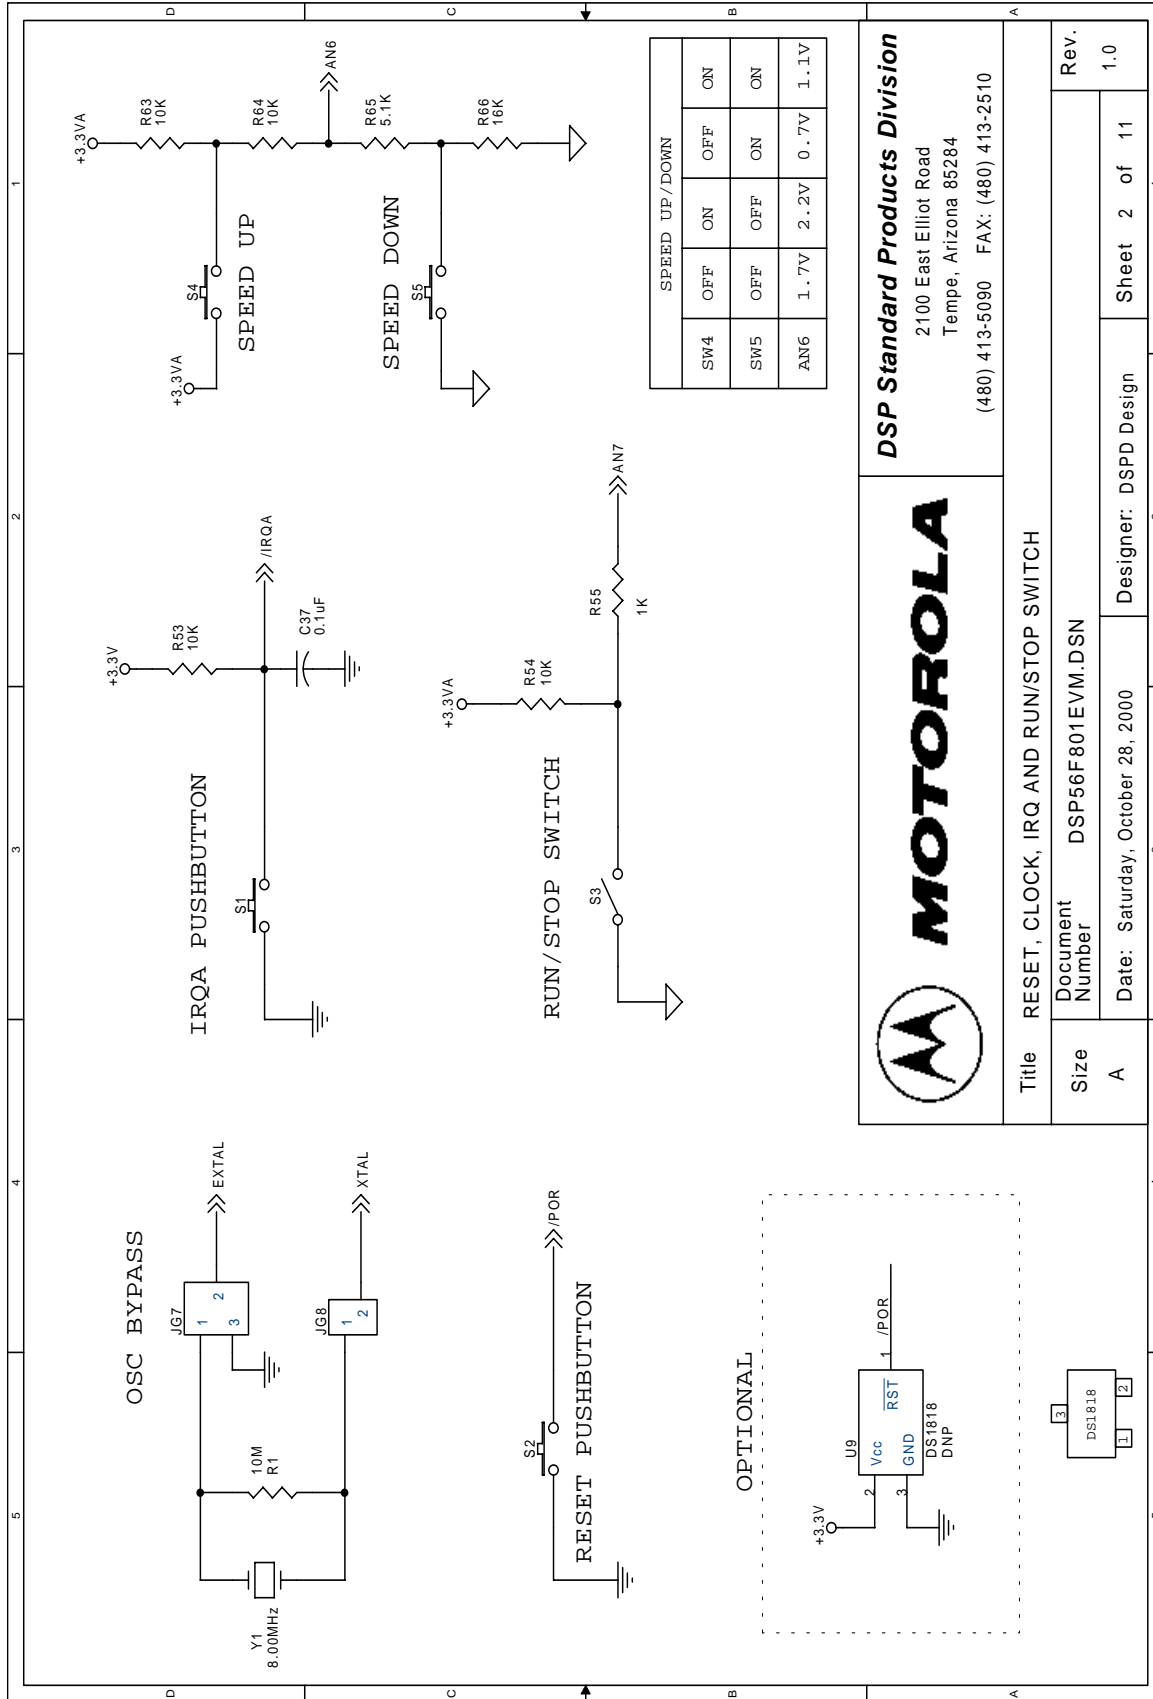 5
4
3
2
1
D
D
C
C
B
B
A
A
OSC BYPASS
Y1
8.00MHz
10M
R1
JG7
1
2
3
EXTAL
JG8
1
2
XTAL
IRQA PUSHBUTTON
S1
+3.3V
R53
10K
/IRQA
C37
0.1uF
+3.3VA
S4
SPEED UP
+3.3VA
R63
10K
R64
10K
AN6
R65
5.1K
R66
16K
SPEED DOWN
S5
S2
/POR
RESET PUSHBUTTON
RUN/STOP SWITCH
S3
+3.3VA
R54
10K
R55
1K
AN7
SPEED UP/DOWN
SW4 OFF ON OFF ON
SW5 OFF OFF ON ON
AN6 1.7V 2.2V 0.7V 1.1V
OPTIONAL
+3.3V
U9
2
Vcc
3
GND
RST
1
/POR
DS1818
DNP
3
DS1818
1
2
MOTOROLA
DSP Standard Products Division
2100 East Elliot Road
Tempe, Arizona 85284
(480) 413-5090 FAX: (480) 413-2510
Title RESET, CLOCK, IRQ AND RUN/STOP SWITCH
Size
A
Document
Number
DSP56F801EVM.DSN
Rev.
1.0
Date: Saturday, October 28, 2000
Designer: DSPD Design
Sheet 2 of 11